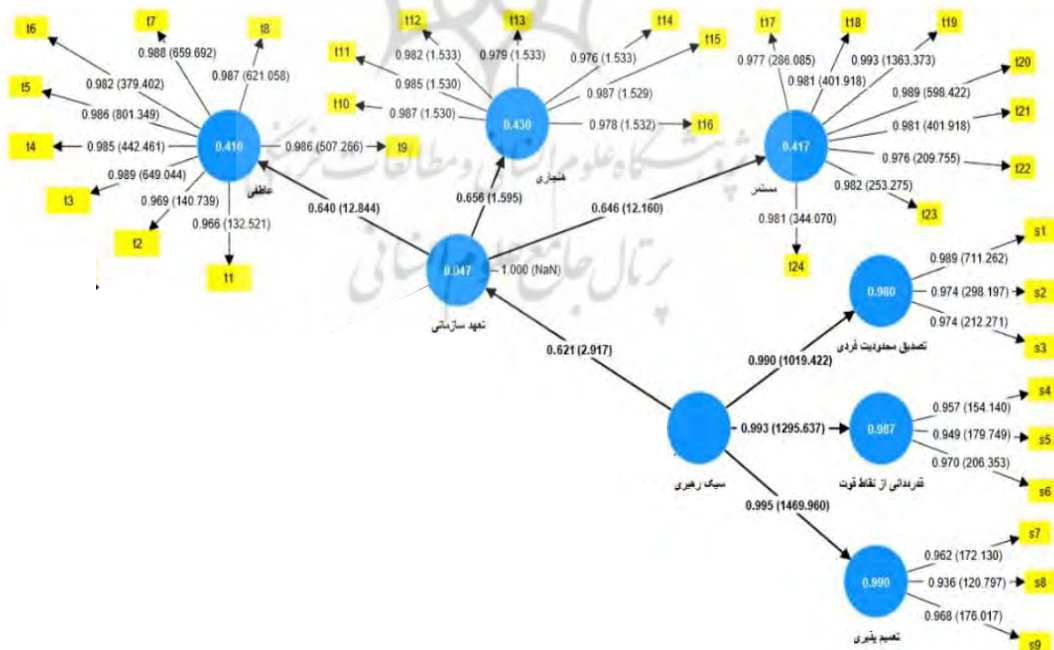 t6
t7
t8
t12
t13
t14
t17
t18
t19
t11
t15
t5
t20
t10
t16
t21
t4
t9
t22
t3
t23
t2
t1
t24
0.988 (659.692)
0.987 (621.058)
0.982 (379.402)
0.986 (801.349)
0.985 (442.461)
0.989 (649.044)
0.969 (140.739)
0.966 (132.521)
0.986 (507.266)
0.410
عاطفی
0.982 (1.533)
0.979 (1.533)
0.976 (1.533)
0.985 (1.530)
0.987 (1.529)
0.987 (1.530)
0.978 (1.532)
0.430
هنجاری
0.977 (286.085)
0.981 (401.918)
0.993 (1363.373)
0.989 (598.422)
0.981 (401.918)
0.976 (209.755)
0.982 (253.275)
0.981 (344.070)
0.417
مستمر
پژوهشگاه علوم انسانی و مطالعات فرهنگی
پرتال جامع علوم انسانی
0.640 (12.844)
0.656 (1.595)
0.646 (12.160)
0.047
1.000 (NaN)
تعهد سازمانی
0.621 (2.917)
سبک رهبری
0.990 (1019.422)
0.993 (1295.637)
0.995 (1469.960)
0.980
تصدیق محدودیت فردی
0.989 (711.262)
s1
0.974 (298.197)
s2
0.974 (212.271)
s3
0.987
قدردانی از نقاط قوت
0.957 (154.140)
s4
0.949 (179.749)
s5
0.970 (206.353)
s6
0.990
تعمیم پذیری
0.962 (172.130)
s7
0.936 (120.797)
s8
0.968 (176.017)
s9